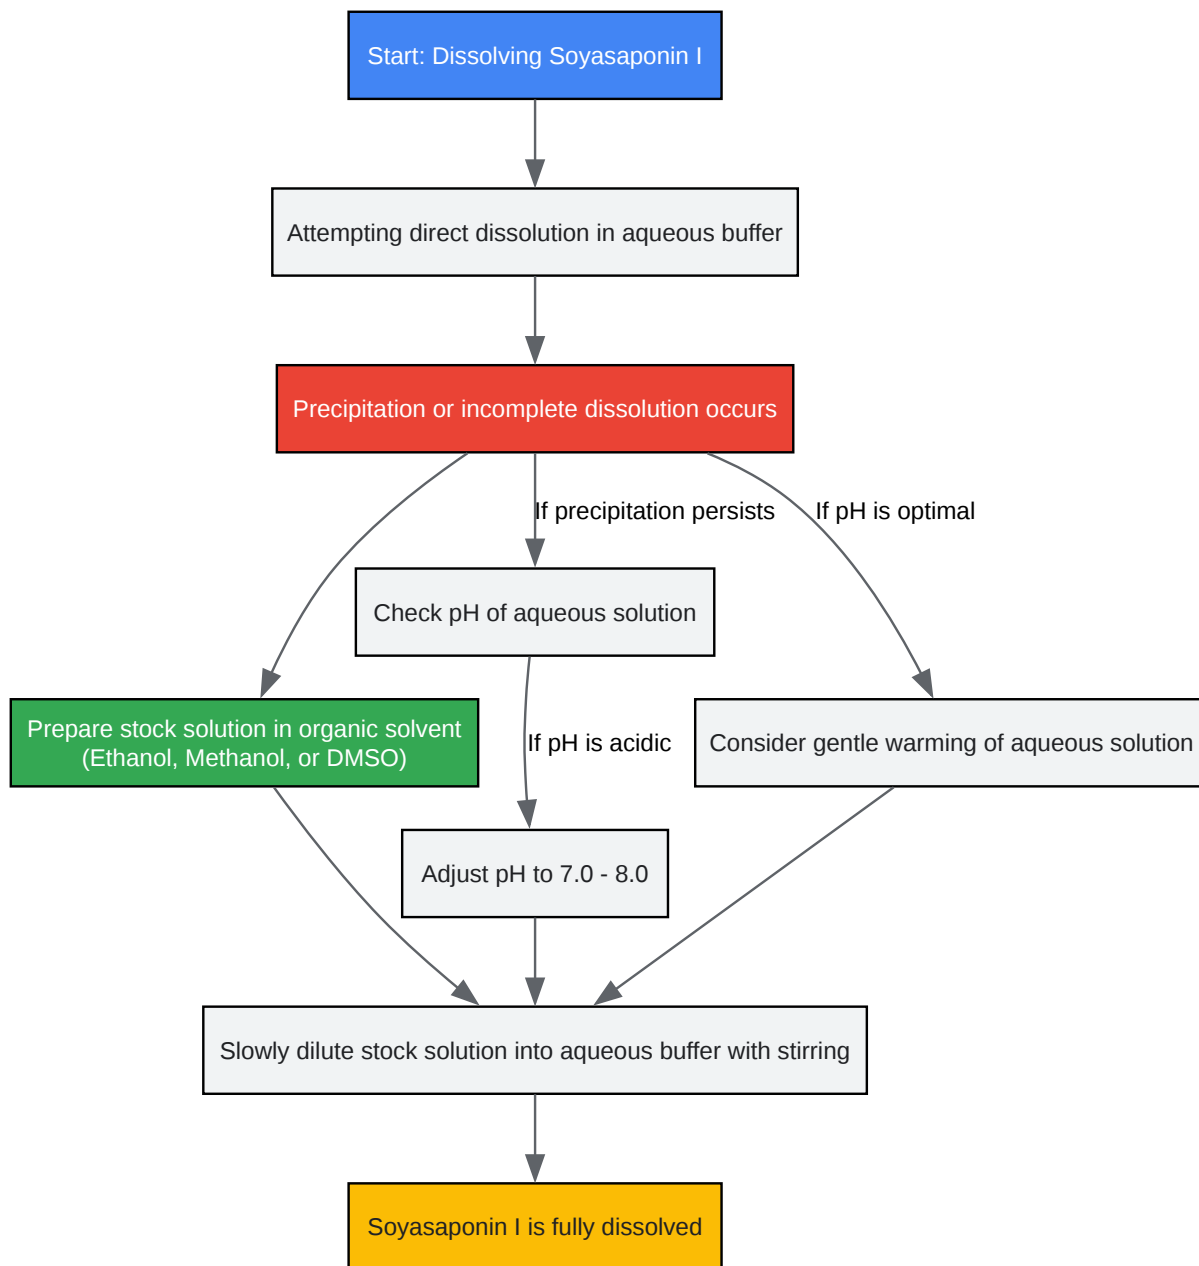 Start: Dissolving Soyasaponin I
Attempting direct dissolution in aqueous buffer
Precipitation or incomplete dissolution occurs
If precipitation persists
If pH is optimal
Check pH of aqueous solution
Prepare stock solution in organic solvent
(Ethanol, Methanol, or DMSO)
If pH is acidic
Consider gentle warming of aqueous solution
Adjust pH to 7.0 - 8.0
Slowly dilute stock solution into aqueous buffer with stirring
Soyasaponin I is fully dissolved